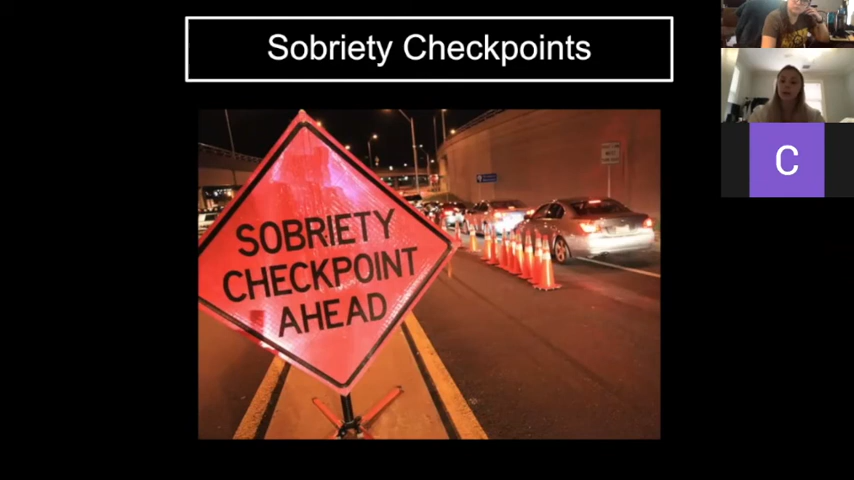 Sobriety Checkpoints
SOBRIETY
CHECKPOINT
AHEAD
C